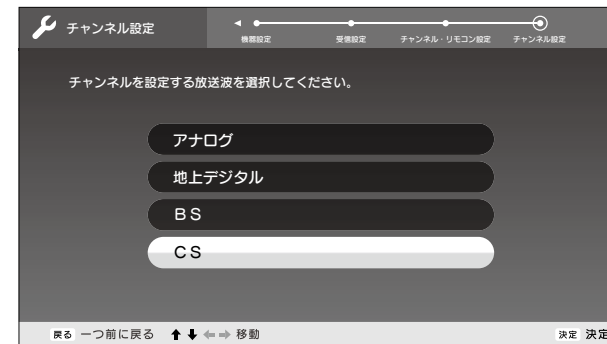 チャンネル設定
機器設定 受信設定 チャンネル・リモコン設定 チャンネル設定
チャンネルを設定する放送波を選択してください。
アナログ
地上デジタル
ＢＳ
ＣＳ
戻る 一つ前に戻る 移動 決定 決定